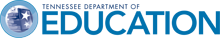 TENNESSEE DEPARTMENT OF
EDUCATION